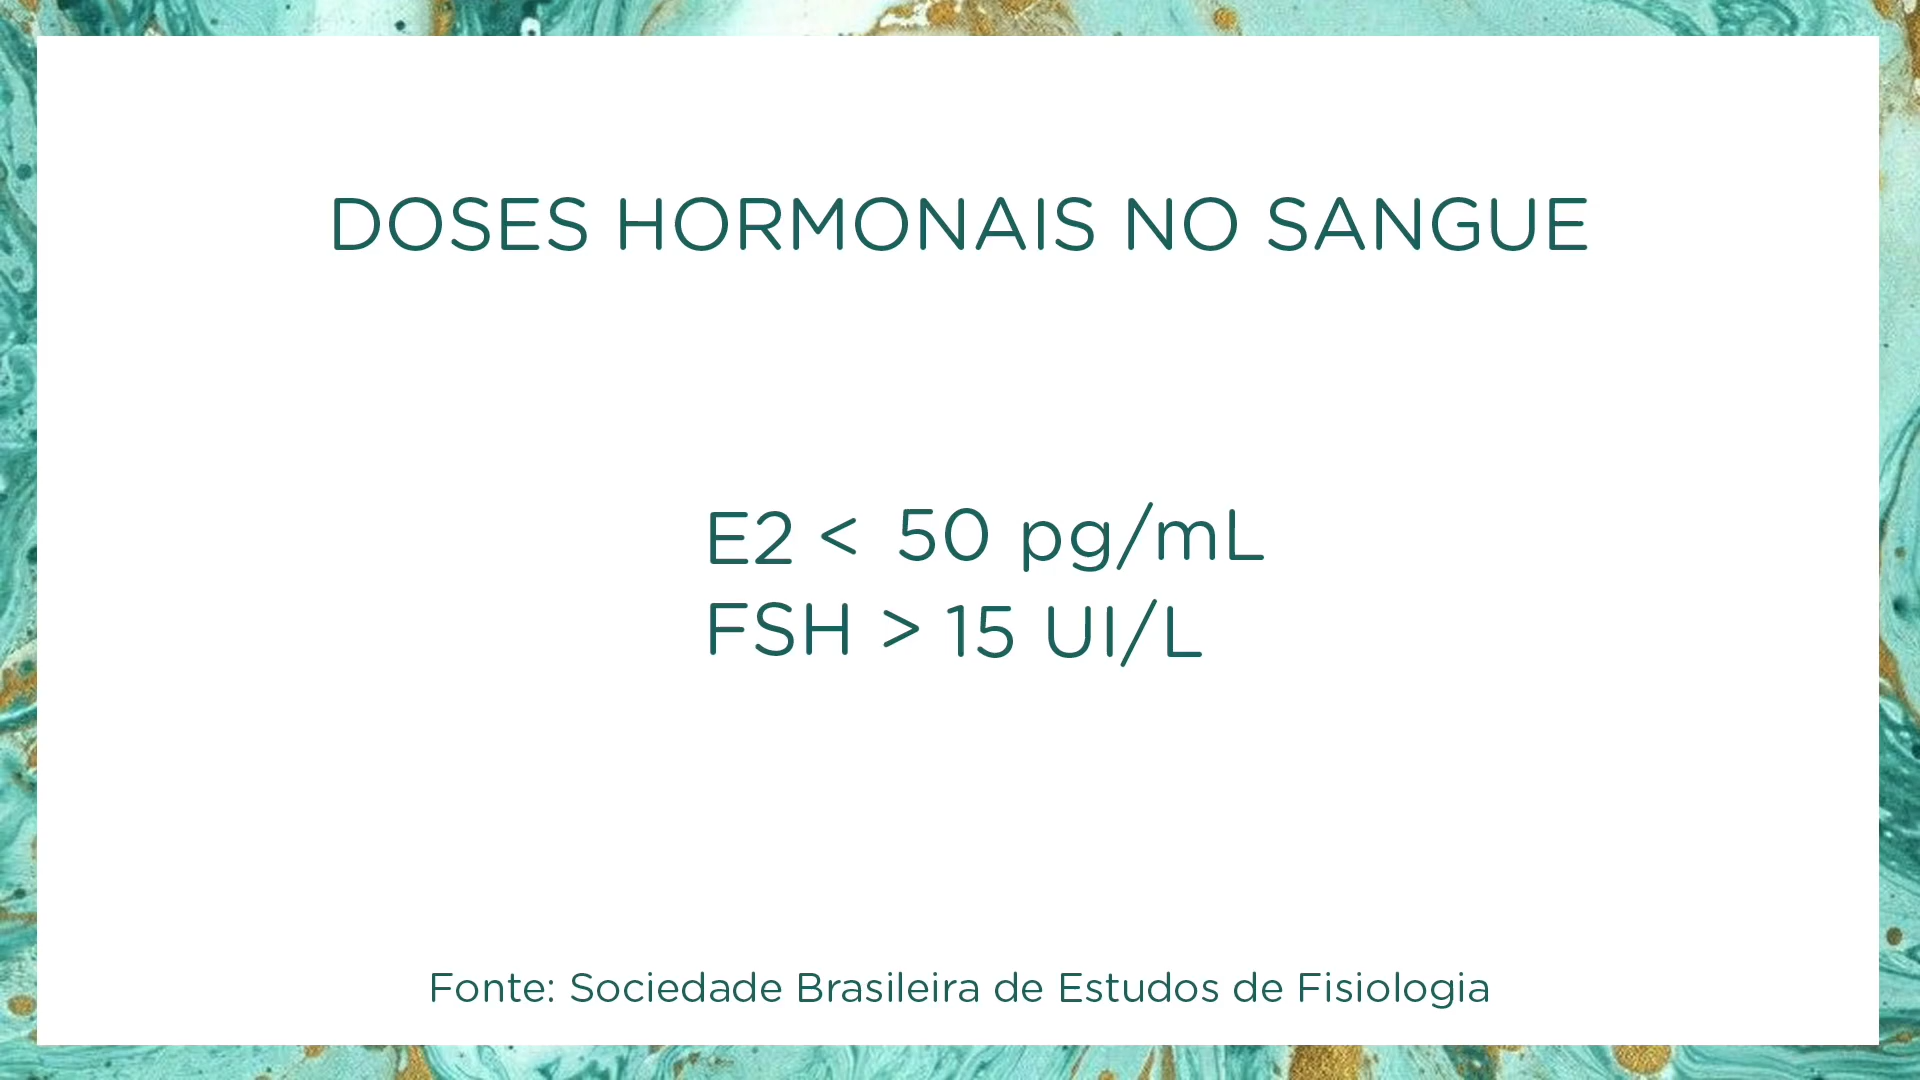 DOSES HORMONAIS NO SANGUE
E2 < 50 pg/mL
FSH > 15 UI/L
Fonte: Sociedade Brasileira de Estudos de Fisiologia